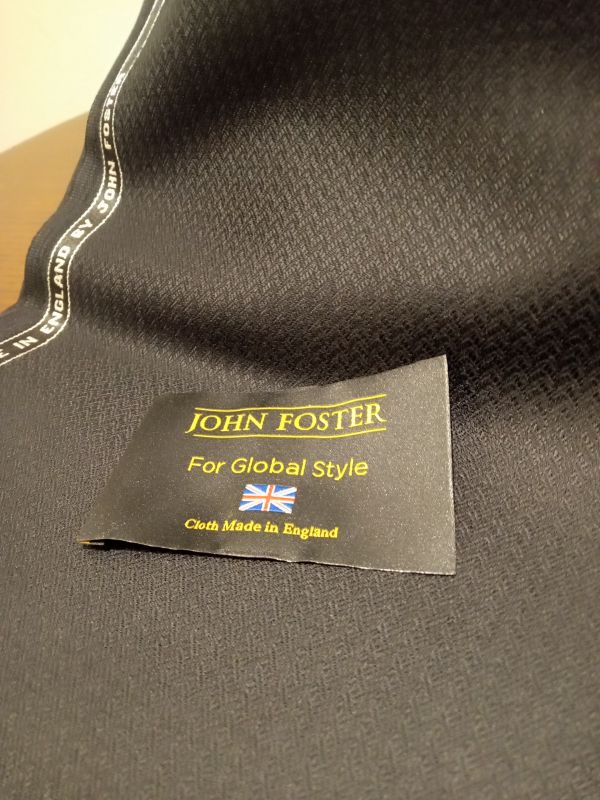 E IN ENGLAND BY JOHN FOSTER
JOHN FOSTER
For Global Style
Cloth Made in England